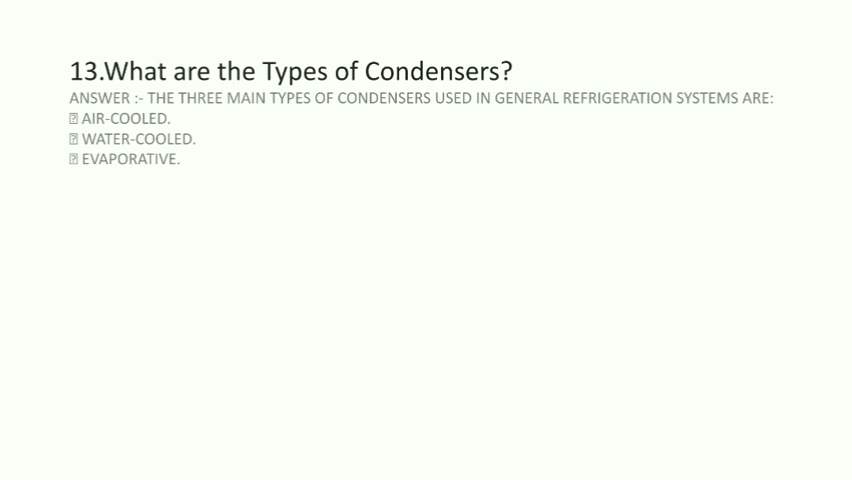 13.What are the Types of Condensers?
ANSWER :- THE THREE MAIN TYPES OF CONDENSERS USED IN GENERAL REFRIGERATION SYSTEMS ARE:
⍰ AIR-COOLED.
⍰ WATER-COOLED.
⍰ EVAPORATIVE.